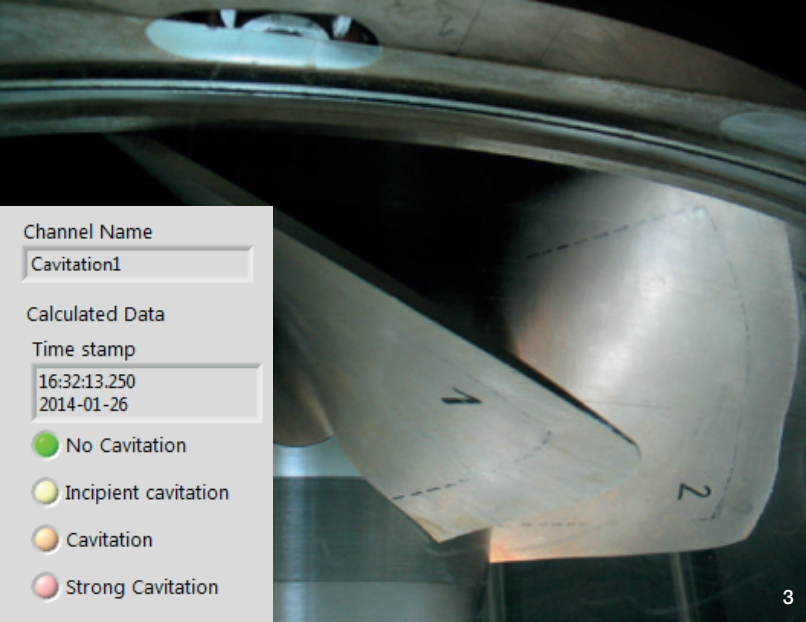 Channel Name
Cavitation1
Calculated Data
Time stamp
16:32:13.250
2014-01-26
No Cavitation
Incipient cavitation
Cavitation
Strong Cavitation
1
2
3